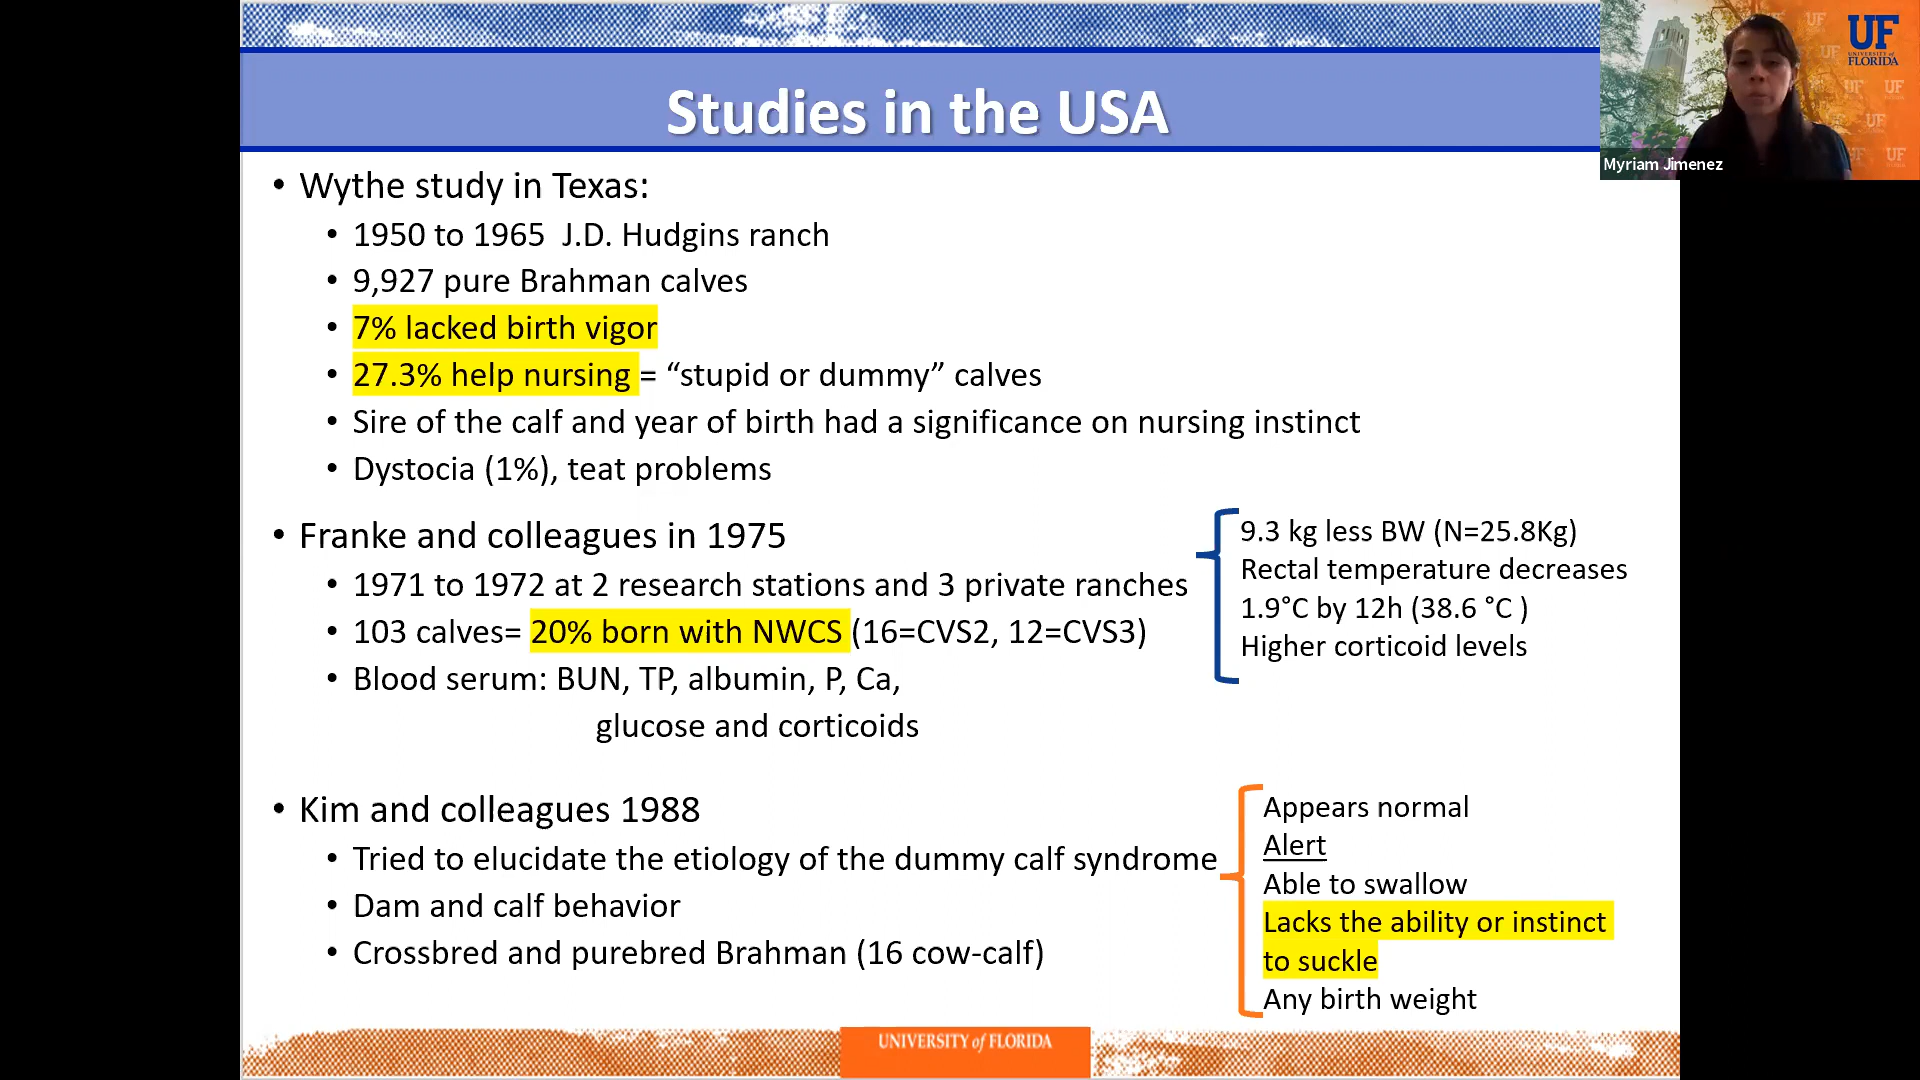 Studies in the USA
UF
UNIVERSITY of
FLORIDA
Myriam Jimenez
• Wythe study in Texas:
• 1950 to 1965 J.D. Hudgins ranch
• 9,927 pure Brahman calves
• 7% lacked birth vigor
• 27.3% help nursing = “stupid or dummy” calves
• Sire of the calf and year of birth had a significance on nursing instinct
• Dystocia (1%), teat problems
• Franke and colleagues in 1975
• 1971 to 1972 at 2 research stations and 3 private ranches
• 103 calves= 20% born with NWCS (16=CVS2, 12=CVS3)
• Blood serum: BUN, TP, albumin, P, Ca,
glucose and corticoids
9.3 kg less BW (N=25.8Kg)
Rectal temperature decreases
1.9°C by 12h (38.6 °C )
Higher corticoid levels
• Kim and colleagues 1988
• Tried to elucidate the etiology of the dummy calf syndrome
• Dam and calf behavior
• Crossbred and purebred Brahman (16 cow-calf)
Appears normal
Alert
Able to swallow
Lacks the ability or instinct
to suckle
Any birth weight
UNIVERSITY of FLORIDA